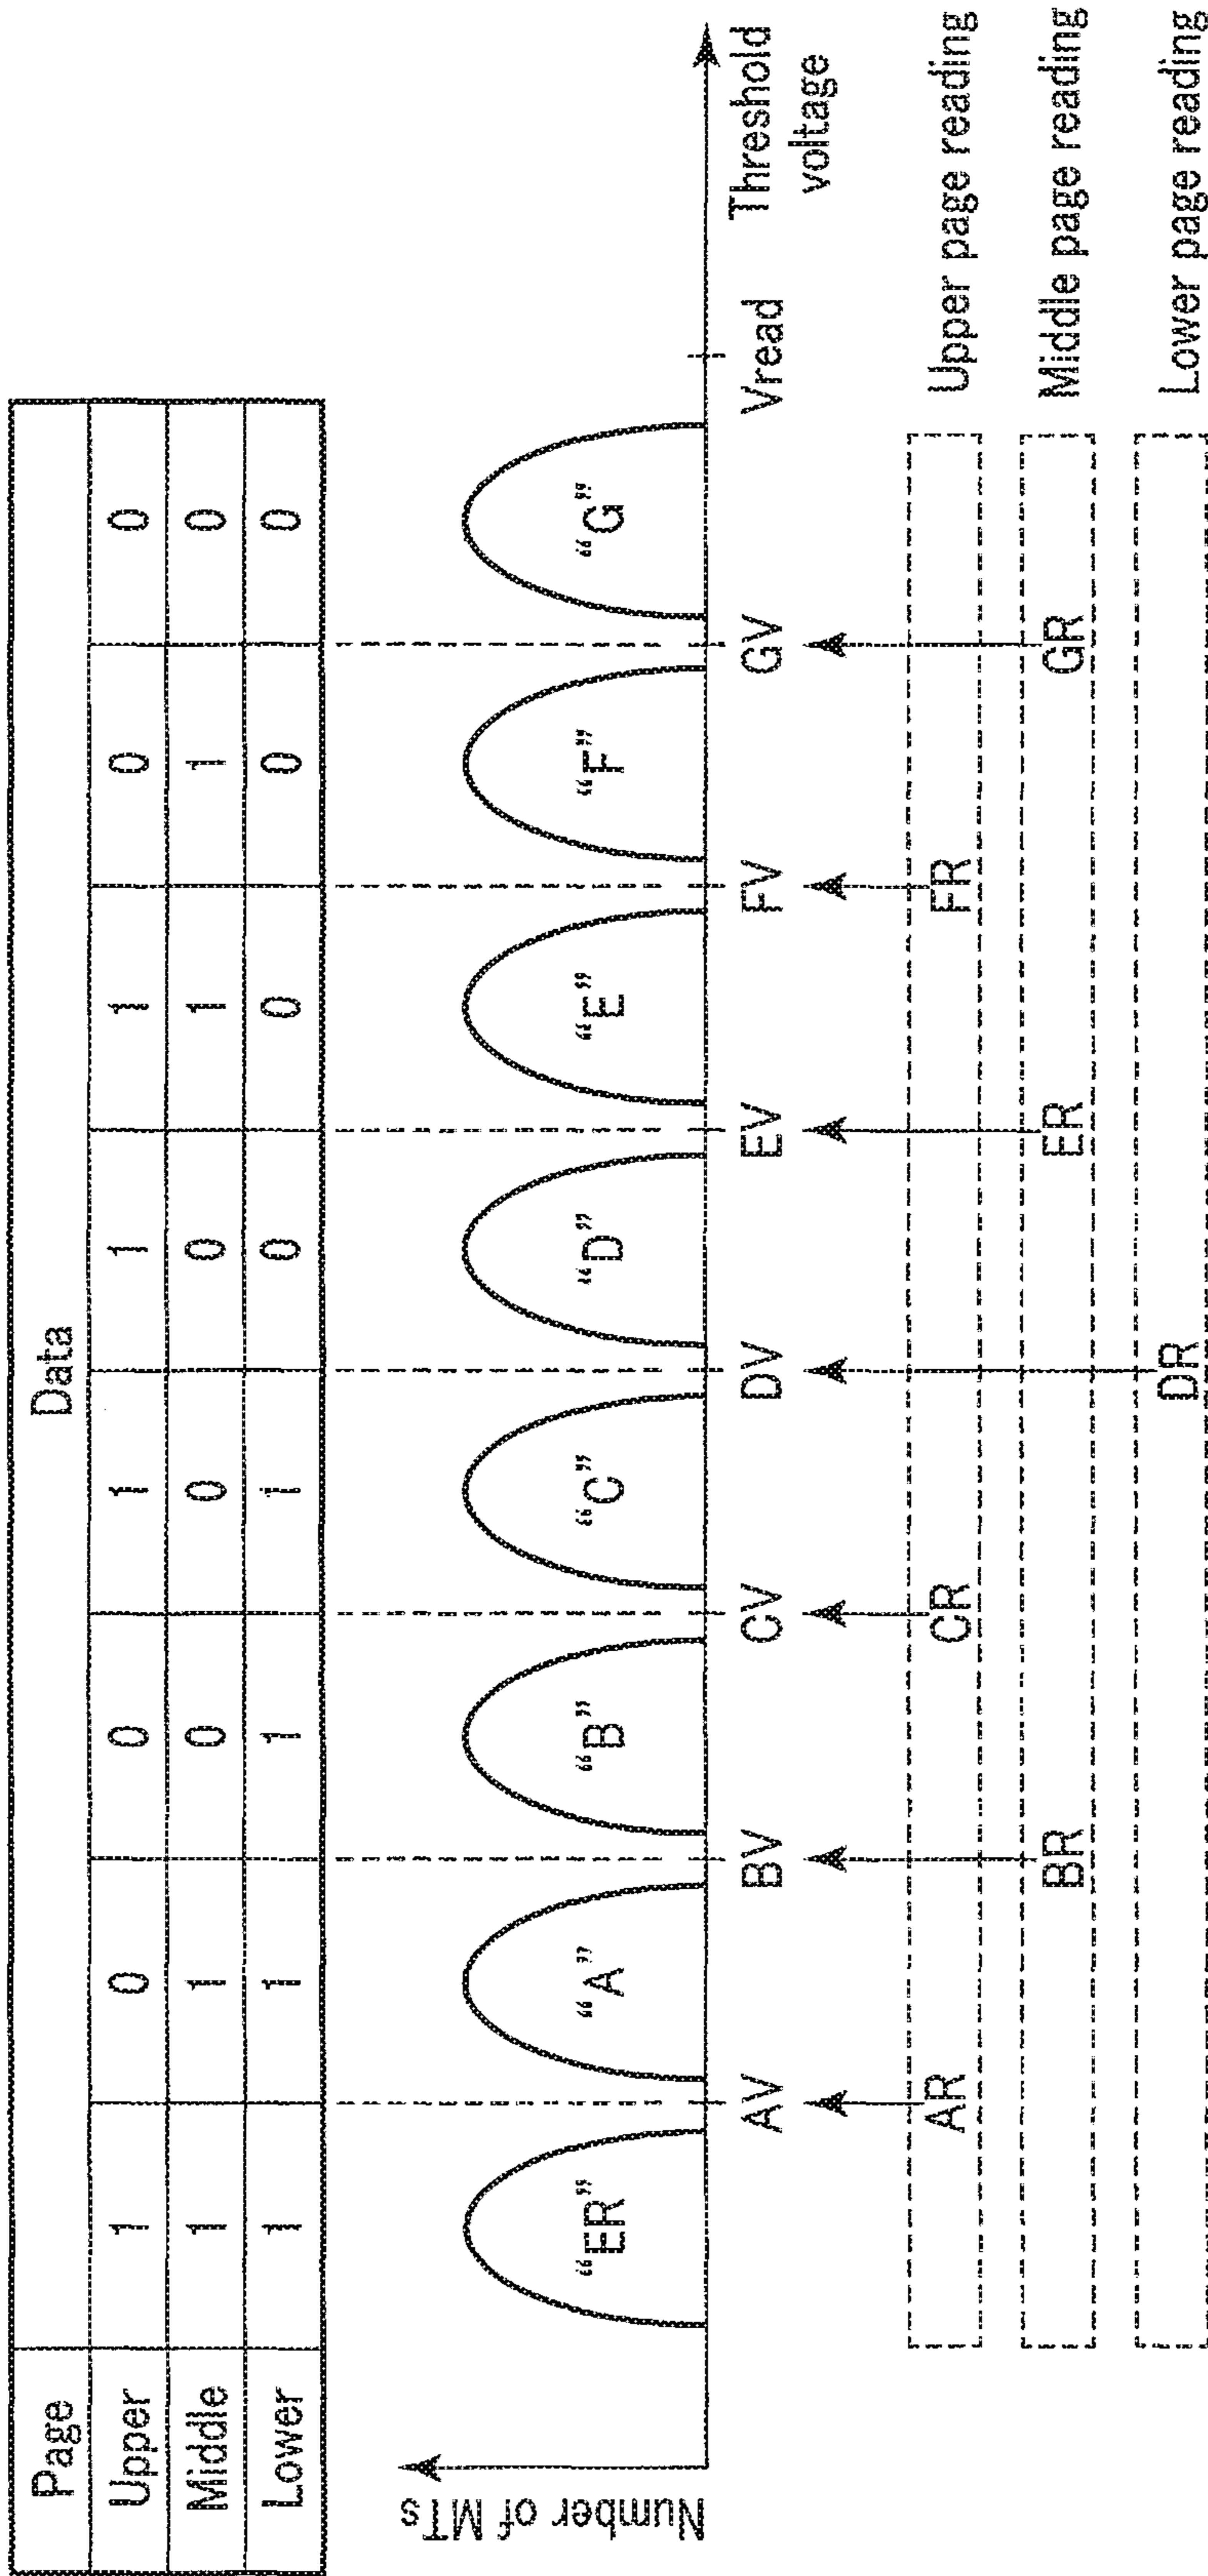 Page Data
Upper 1 0 0 1 1 1 0 0
Middle 1 1 0 0 0 1 1 0
Lower 1 1 1 1 0 0 0 0
Number of MTs
“ER” “A” “B” “C” “D” “E” “F” “G”
AV BV CV DV EV FV GV Vread
Threshold
voltage
AR CR FR Upper page reading
BR ER GR Middle page reading
DR Lower page reading